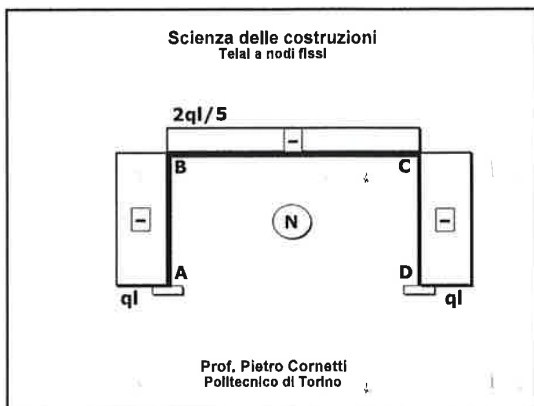 Scienza delle costruzioni
Telai a nodi fissi
2ql/5
-
B
C
-
N
-
A
D
ql
ql
Prof. Pietro Cornetti
Politecnico di Torino